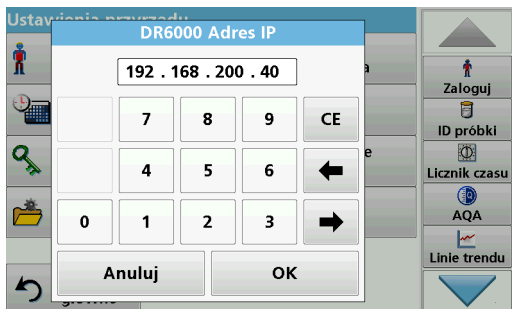 Ustawienia przyrządu
DR6000 Adres IP
192 . 168 . 200 . 40
7 8 9 CE
4 5 6
0 1 2 3
Anuluj OK
Zaloguj
ID próbki
Licznik czasu
AQA
Linie trendu